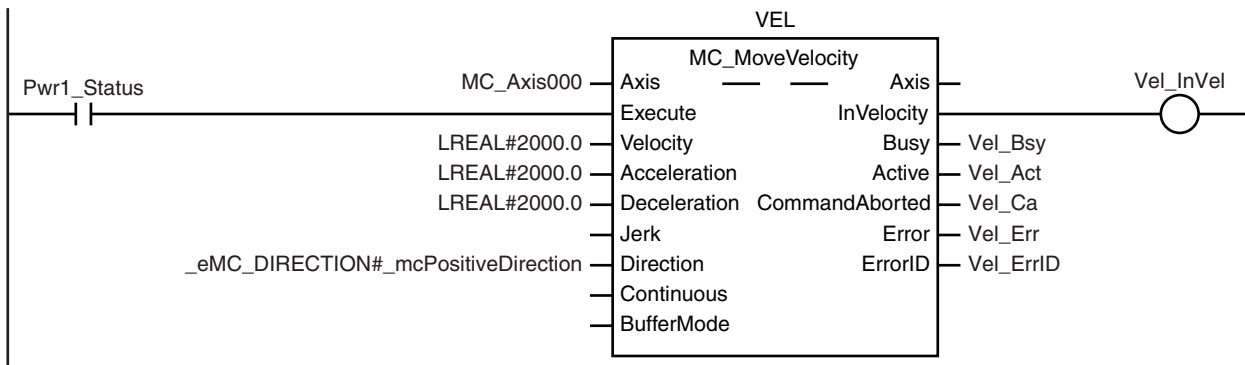 VEL
MC_MoveVelocity
Pwr1_Status
MC_Axis000 Axis Axis Vel_InVel
Execute InVelocity
LREAL#2000.0 Velocity Busy Vel_Bsy
LREAL#2000.0 Acceleration Active Vel_Act
LREAL#2000.0 Deceleration CommandAborted Vel_Ca
Jerk Error Vel_Err
_eMC_DIRECTION#_mcPositiveDirection Direction ErrorID Vel_ErrID
Continuous
BufferMode